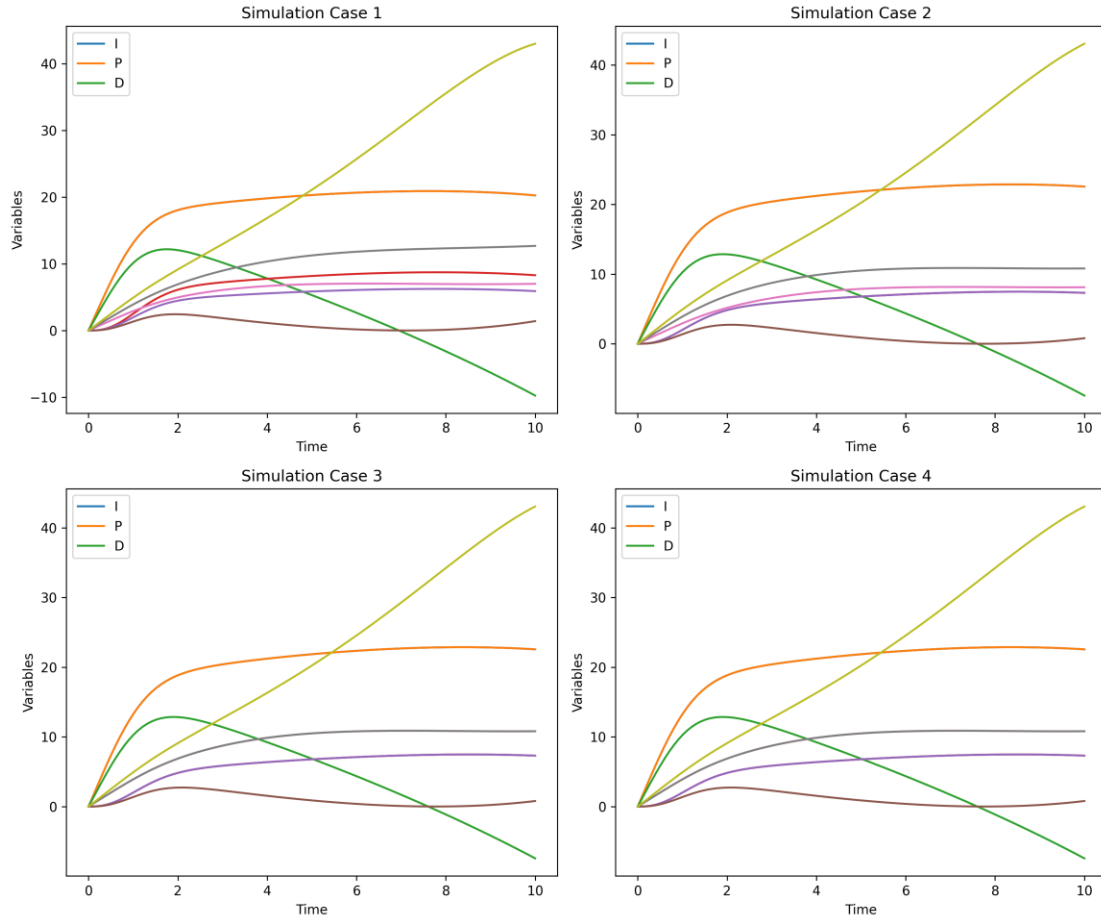 Simulation Case 1
I
P
D
40
30
20
10
0
−10
Variables
0 2 4 6 8 10
Time
Simulation Case 2
I
P
D
40
30
20
10
0
Variables
0 2 4 6 8 10
Time
Simulation Case 3
I
P
D
40
30
20
10
0
Variables
0 2 4 6 8 10
Time
Simulation Case 4
I
P
D
40
30
20
10
0
Variables
0 2 4 6 8 10
Time